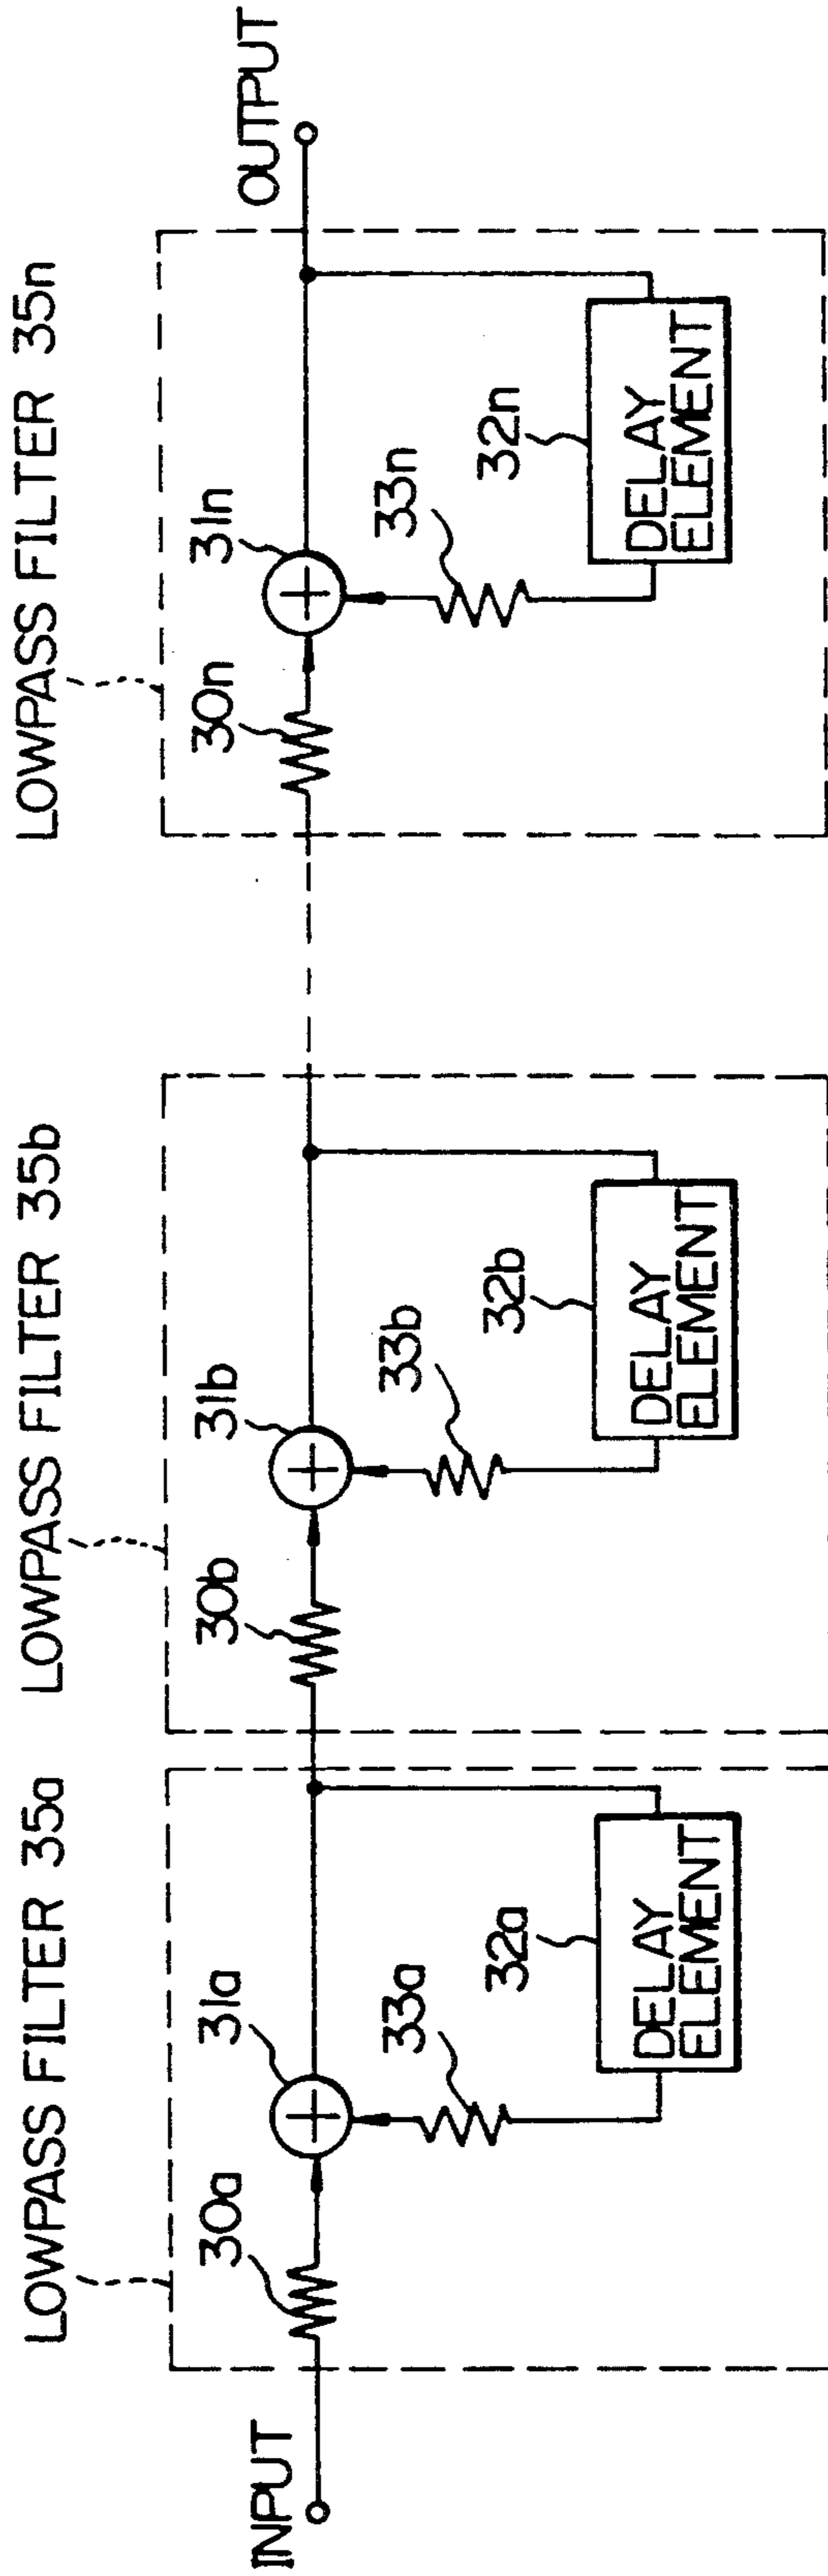 LOWPASS FILTER 35a
LOWPASS FILTER 35b
LOWPASS FILTER 35n
INPUT
30a
31a
33a
32a
DELAY
ELEMENT
30b
31b
33b
32b
DELAY
ELEMENT
30n
31n
33n
32n
DELAY
ELEMENT
OUTPUT